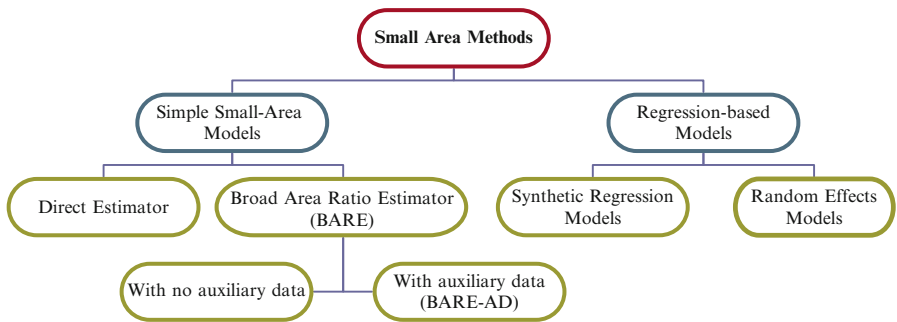 Small Area Methods
Simple Small-Area
Models
Regression-based
Models
Direct Estimator
Broad Area Ratio Estimator
(BARE)
Synthetic Regression
Models
Random Effects
Models
With no auxiliary data
With auxiliary data
(BARE-AD)